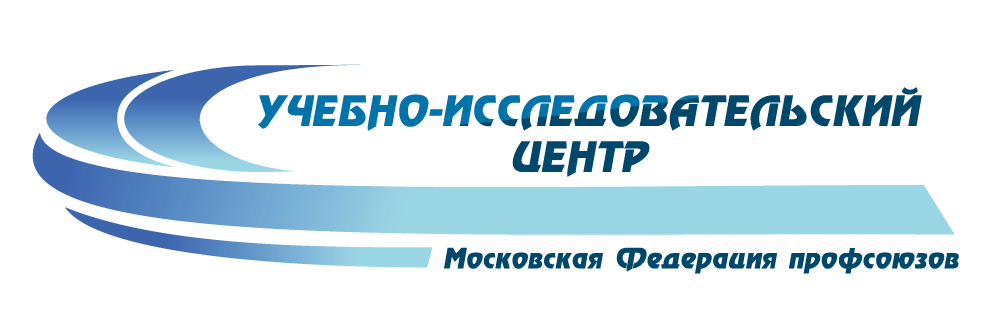 УЧЕБНО-ИССЛЕДОВАТЕЛЬСКИЙ
ЦЕНТР
Московская Федерация профсоюзов